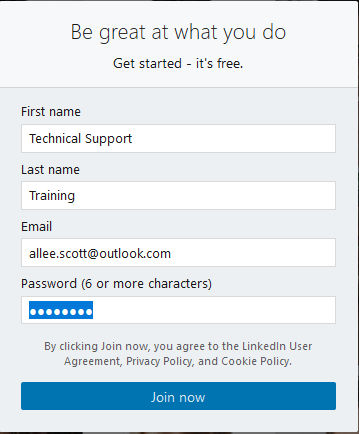 Be great at what you do
Get started - it's free.
First name
Technical Support
Last name
Training
Email
allee.scott@outlook.com
Password (6 or more characters)
●●●●●●●●
By clicking Join now, you agree to the LinkedIn User
Agreement, Privacy Policy, and Cookie Policy.
Join now